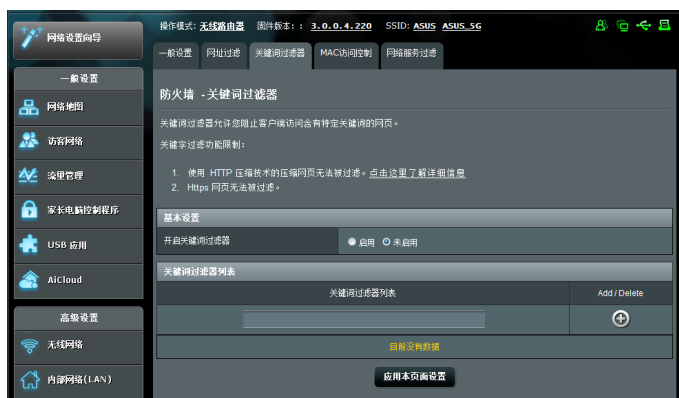 操作模式: 无线路由器 固件版本: : 3.0.0.4.220 SSID: ASUS ASUS_5G
网络设置向导
一般设置 网址过滤 关键词过滤器 MAC访问控制 网络服务过滤
一般设置
网络地图
访客网络
流量管理
家长电脑控制程序
USB 应用
AiCloud
高级设置
无线网络
内部网络(LAN)
防火墙 - 关键词过滤器
关键词过滤器允许您阻止客户端访问含有特定关键词的网页。
关键字过滤功能限制:
1. 使用 HTTP 压缩技术的压缩网页无法被过滤。点击这里了解详细信息
2. Https 网页无法被过滤。
基本设置
开启关键词过滤器 启用 未启用
关键词过滤器列表
关键词过滤器列表 Add / Delete
目前没有数据
应用本页面设置